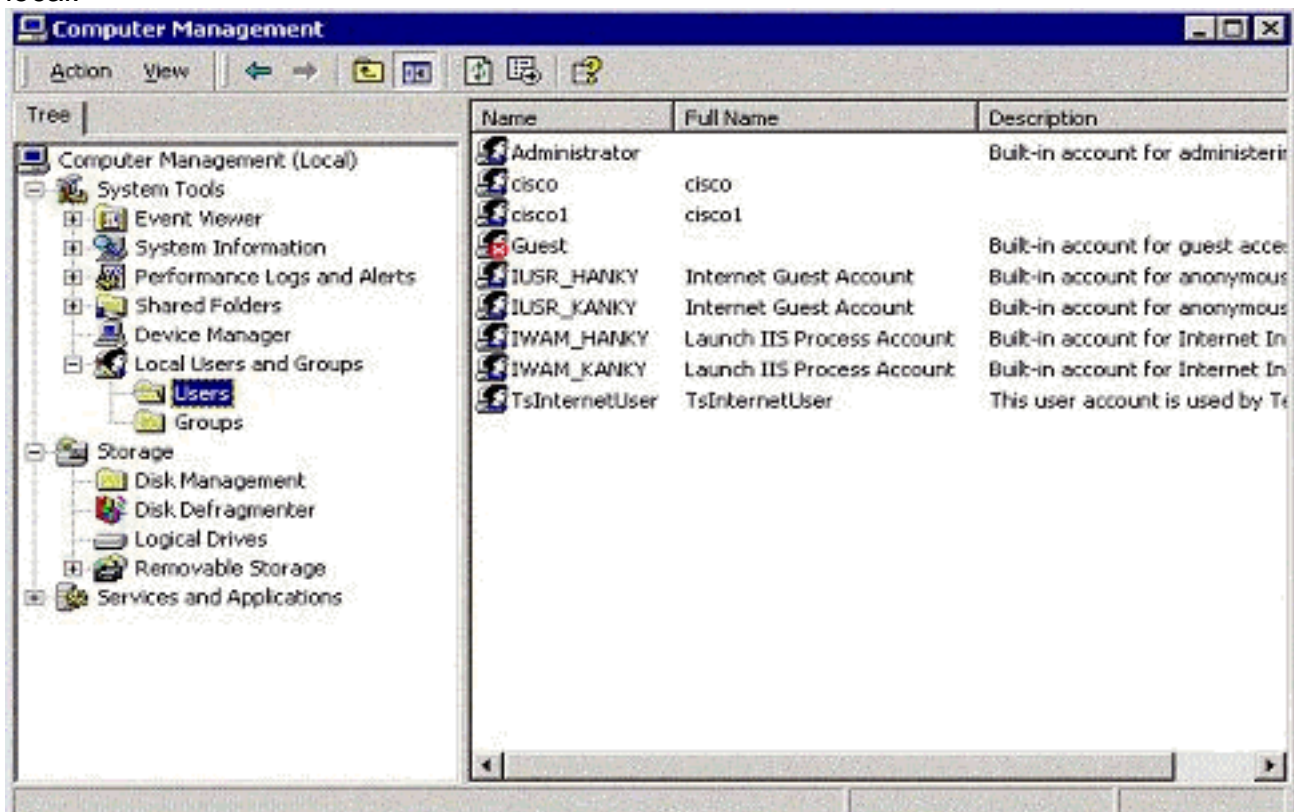 Computer Management
Action View
Tree
Name Full Name Description
Computer Management (Local)
System Tools
Event Viewer
System Information
Performance Logs and Alerts
Shared Folders
Device Manager
Local Users and Groups
Users
Groups
Storage
Disk Management
Disk Defragmenter
Logical Drives
Removable Storage
Services and Applications
Administrator Built-in account for administerin
cisco cisco
cisco1 cisco1
Guest Built-in account for guest acce
IUSR_HANKY Internet Guest Account Built-in account for anonymous
IUSR_KANKY Internet Guest Account Built-in account for anonymous
IWAM_HANKY Launch IIS Process Account Built-in account for Internet In
IWAM_KANKY Launch IIS Process Account Built-in account for Internet In
TsInternetUser TsInternetUser This user account is used by Te